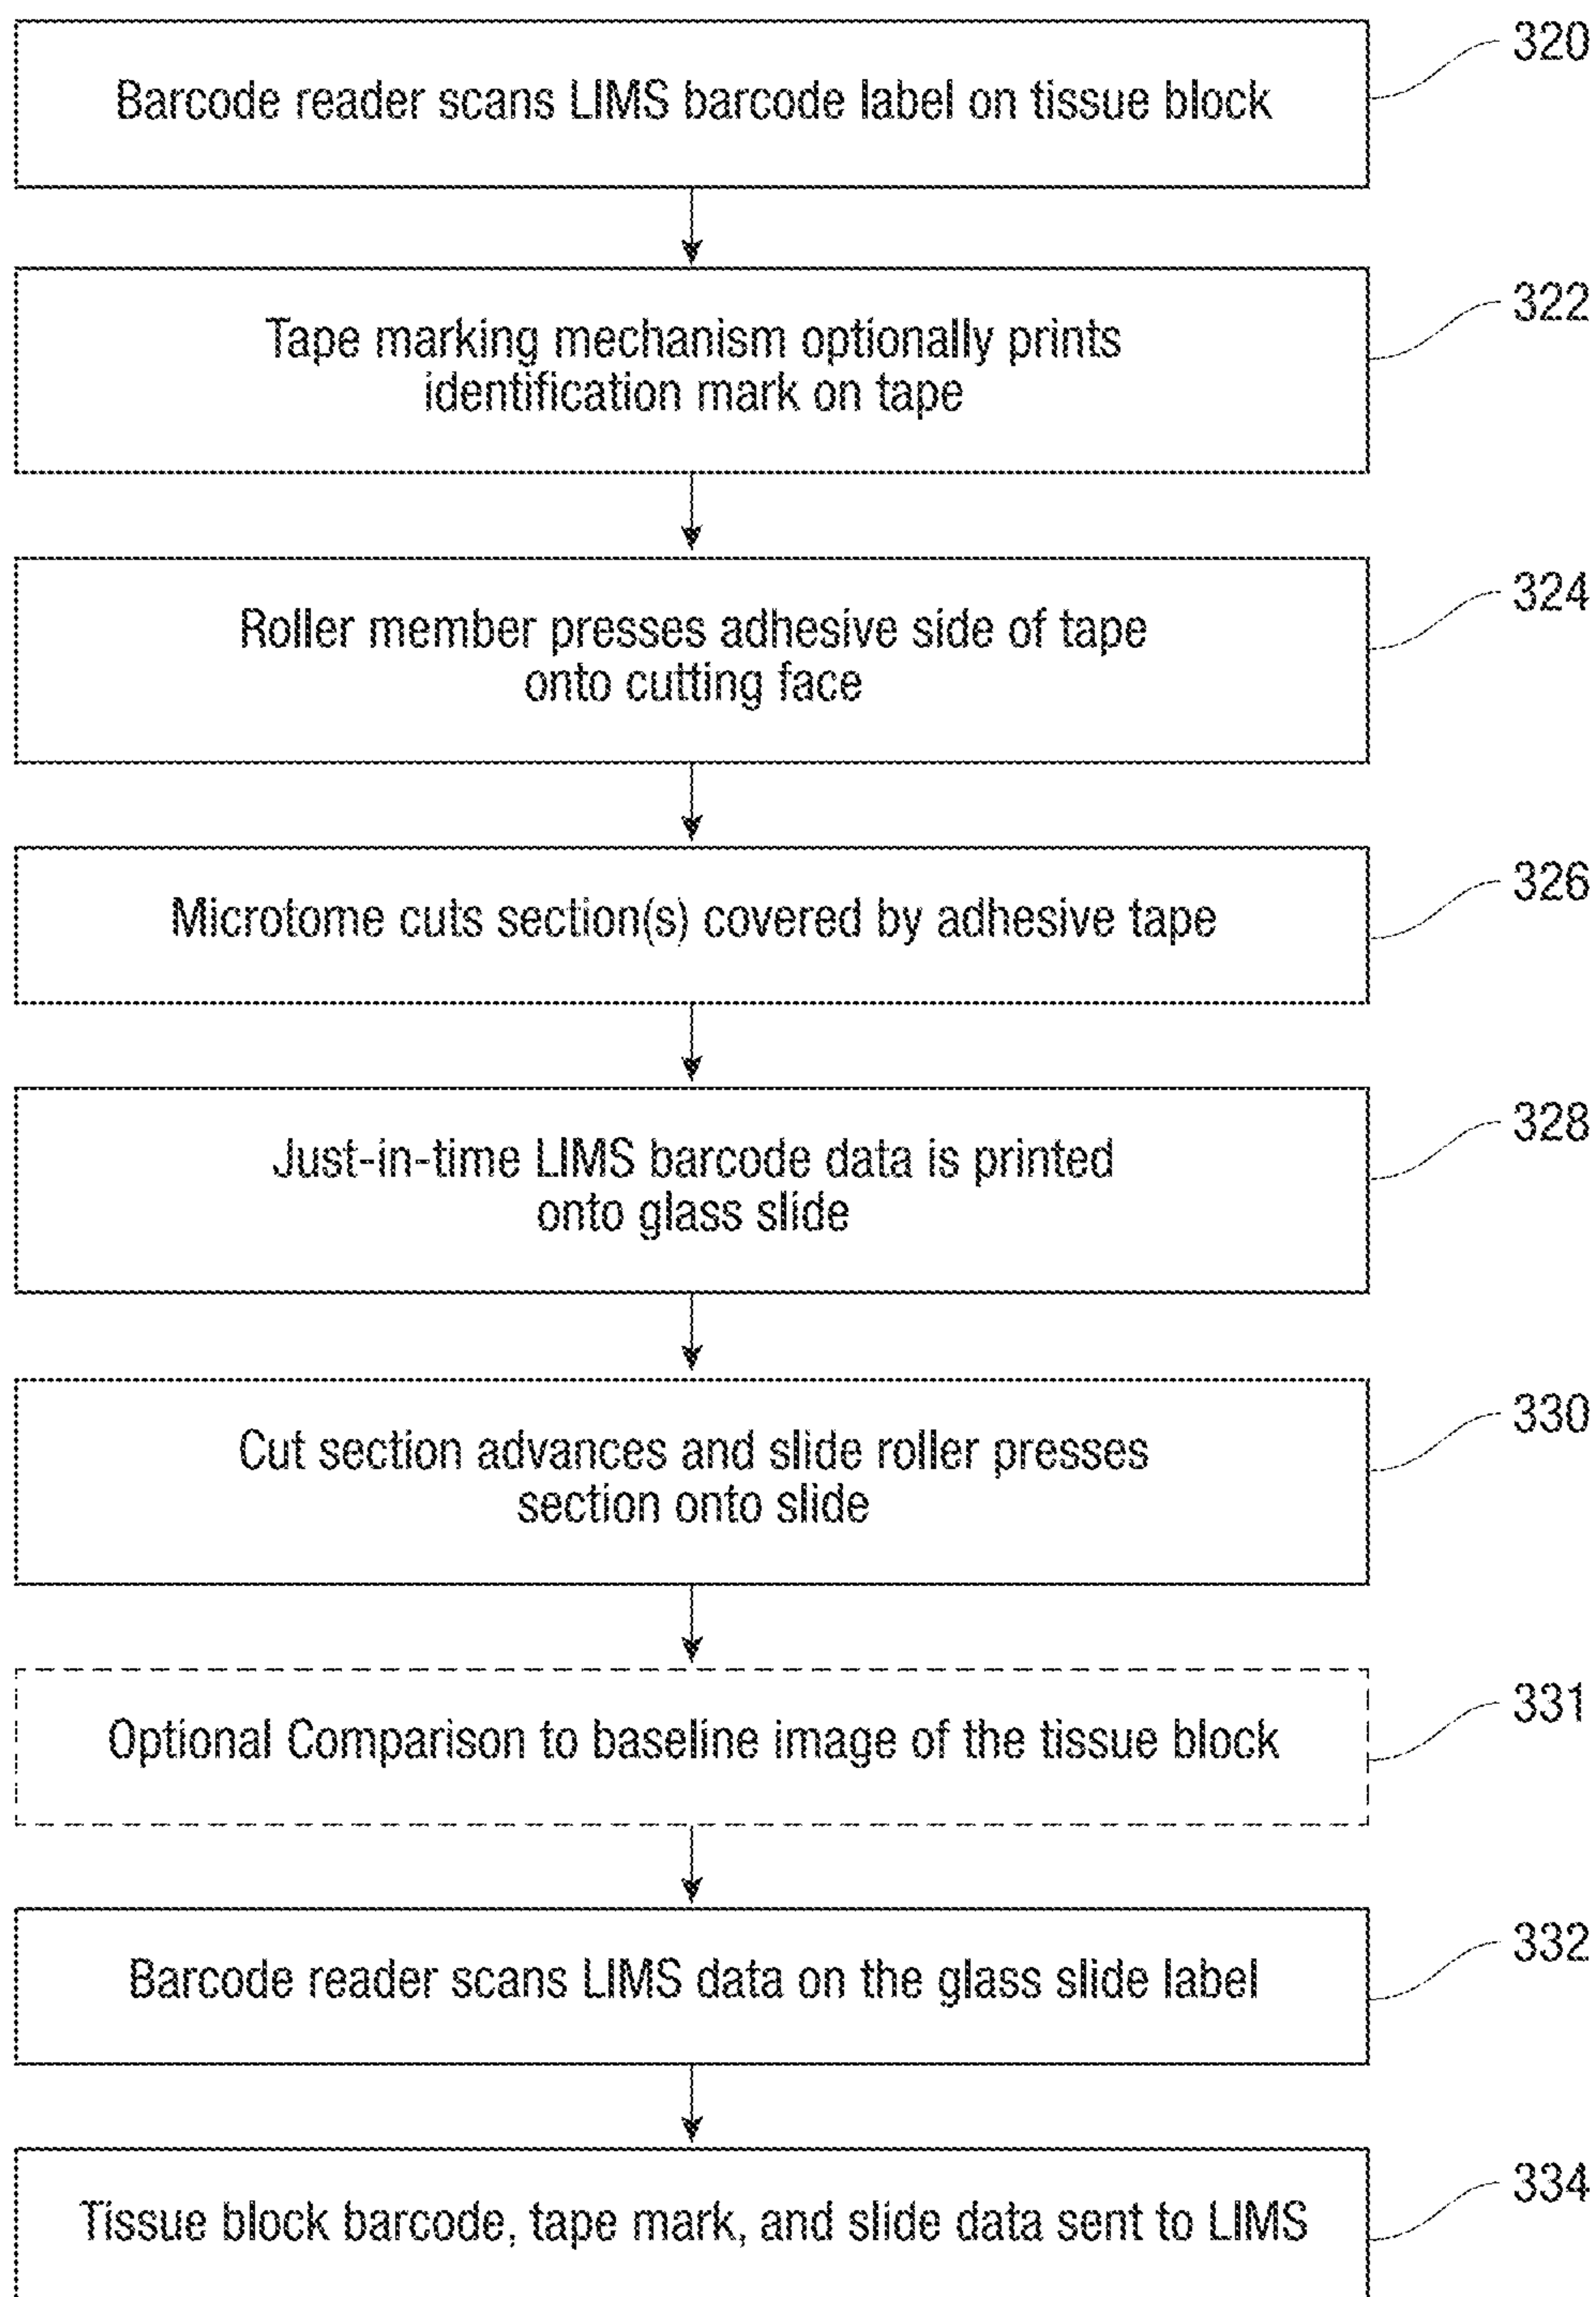 Barcode reader scans LIMS barcode label on tissue block
320
Tape marking mechanism optionally prints
identification mark on tape
322
Roller member presses adhesive side of tape
onto cutting face
324
Microtome cuts section(s) covered by adhesive tape
326
Just-in-time LIMS barcode data is printed
onto glass slide
328
Cut section advances and slide roller presses
section onto slide
330
Optional Comparison to baseline image of the tissue block
331
Barcode reader scans LIMS data on the glass slide label
332
Tissue block barcode, tape mark, and slide data sent to LIMS
334